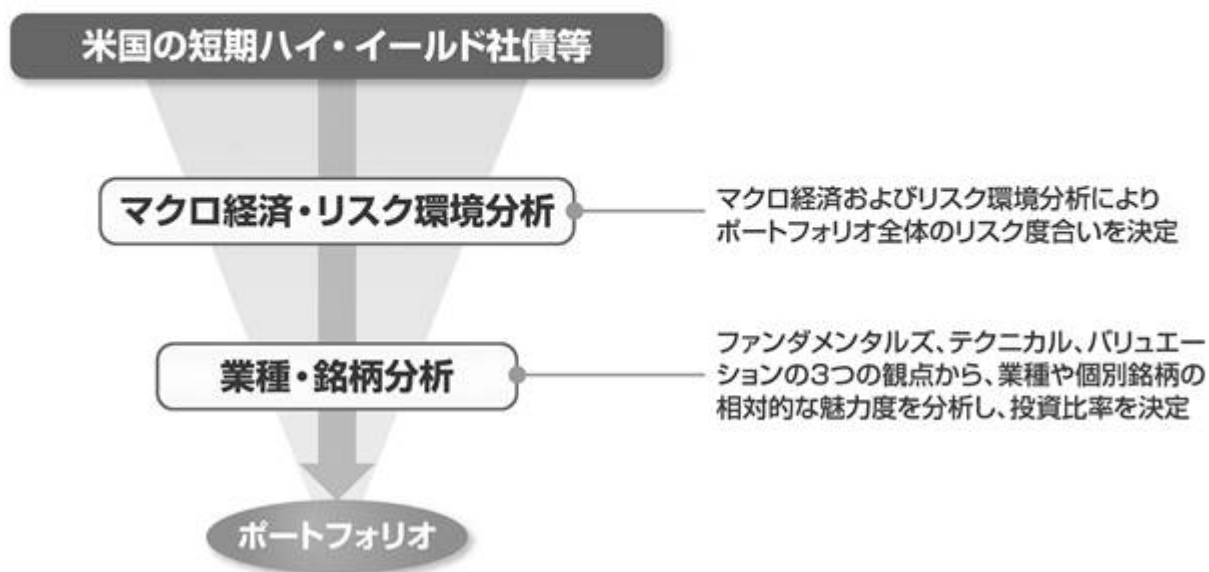 米国の短期ハイ・イールド社債等
マクロ経済・リスク環境分析
マクロ経済およびリスク環境分析により
ポートフォリオ全体のリスク度合いを決定
業種・銘柄分析
ファンダメンタルズ、テクニカル、バリュエー
ションの3つの観点から、業種や個別銘柄の
相対的な魅力度を分析し、投資比率を決定
ポートフォリオ